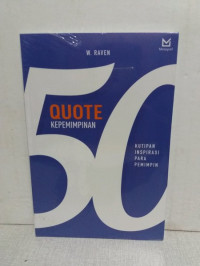 W. RAVEN
50
QUOTE
KEPEMIMPINAN
KUTIPAN
INSPIRASI
PARA
PEMIMPIN